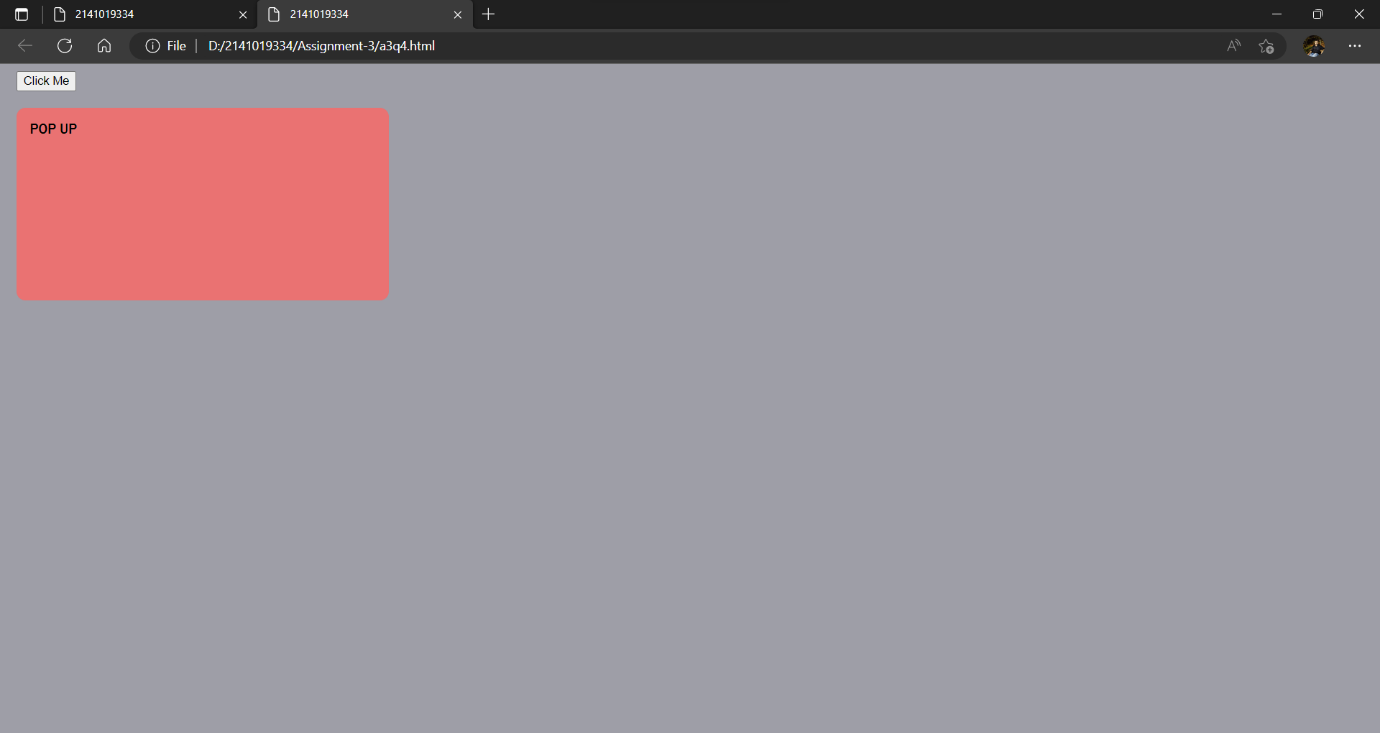 2141019334
2141019334
File | D:/2141019334/Assignment-3/a3q4.html
Click Me
POP UP